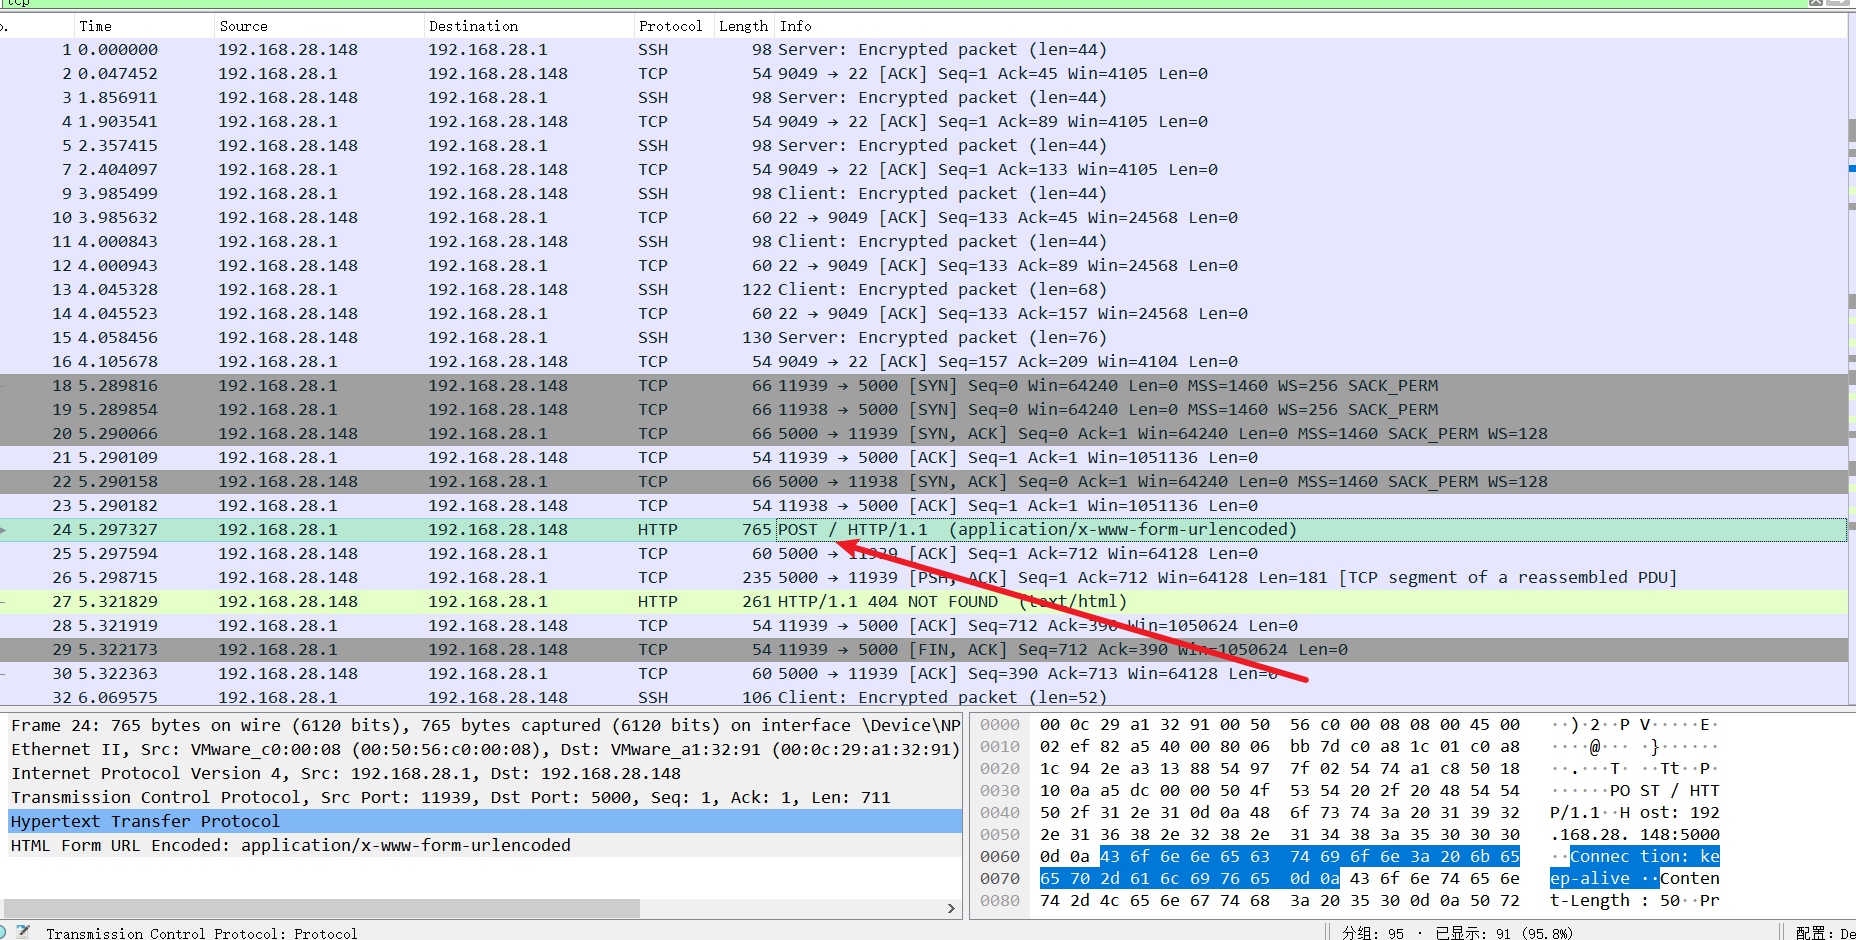 tcp
o. Time Source Destination Protocol Length Info
1 0.000000 192.168.28.148 192.168.28.1 SSH 98 Server: Encrypted packet (len=44)
2 0.047452 192.168.28.1 192.168.28.148 TCP 54 9049 → 22 [ACK] Seq=1 Ack=45 Win=4105 Len=0
3 1.856911 192.168.28.148 192.168.28.1 SSH 98 Server: Encrypted packet (len=44)
4 1.903541 192.168.28.1 192.168.28.148 TCP 54 9049 → 22 [ACK] Seq=1 Ack=89 Win=4105 Len=0
5 2.357415 192.168.28.148 192.168.28.1 SSH 98 Server: Encrypted packet (len=44)
7 2.404097 192.168.28.1 192.168.28.148 TCP 54 9049 → 22 [ACK] Seq=1 Ack=133 Win=4105 Len=0
9 3.985499 192.168.28.1 192.168.28.148 SSH 98 Client: Encrypted packet (len=44)
10 3.985632 192.168.28.148 192.168.28.1 TCP 60 22 → 9049 [ACK] Seq=133 Ack=45 Win=24568 Len=0
11 4.000843 192.168.28.1 192.168.28.148 SSH 98 Client: Encrypted packet (len=44)
12 4.000943 192.168.28.148 192.168.28.1 TCP 60 22 → 9049 [ACK] Seq=133 Ack=89 Win=24568 Len=0
13 4.045328 192.168.28.1 192.168.28.148 SSH 122 Client: Encrypted packet (len=68)
14 4.045523 192.168.28.148 192.168.28.1 TCP 60 22 → 9049 [ACK] Seq=133 Ack=157 Win=24568 Len=0
15 4.058456 192.168.28.148 192.168.28.1 SSH 130 Server: Encrypted packet (len=76)
16 4.105678 192.168.28.1 192.168.28.148 TCP 54 9049 → 22 [ACK] Seq=157 Ack=209 Win=4104 Len=0
18 5.289816 192.168.28.1 192.168.28.148 TCP 66 11939 → 5000 [SYN] Seq=0 Win=64240 Len=0 MSS=1460 WS=256 SACK_PERM
19 5.289854 192.168.28.1 192.168.28.148 TCP 66 11938 → 5000 [SYN] Seq=0 Win=64240 Len=0 MSS=1460 WS=256 SACK_PERM
20 5.290066 192.168.28.148 192.168.28.1 TCP 66 5000 → 11939 [SYN, ACK] Seq=0 Ack=1 Win=64240 Len=0 MSS=1460 SACK_PERM WS=128
21 5.290109 192.168.28.1 192.168.28.148 TCP 54 11939 → 5000 [ACK] Seq=1 Ack=1 Win=1051136 Len=0
22 5.290158 192.168.28.148 192.168.28.1 TCP 66 5000 → 11938 [SYN, ACK] Seq=0 Ack=1 Win=64240 Len=0 MSS=1460 SACK_PERM WS=128
23 5.290182 192.168.28.1 192.168.28.148 TCP 54 11938 → 5000 [ACK] Seq=1 Ack=1 Win=1051136 Len=0
24 5.297327 192.168.28.1 192.168.28.148 HTTP 765 POST / HTTP/1.1 (application/x-www-form-urlencoded)
25 5.297594 192.168.28.148 192.168.28.1 TCP 60 5000 → 11939 [ACK] Seq=1 Ack=712 Win=64128 Len=0
26 5.298715 192.168.28.148 192.168.28.1 TCP 235 5000 → 11939 [PSH, ACK] Seq=1 Ack=712 Win=64128 Len=181 [TCP segment of a reassembled PDU]
27 5.321829 192.168.28.148 192.168.28.1 HTTP 261 HTTP/1.1 404 NOT FOUND (text/html)
28 5.321919 192.168.28.1 192.168.28.148 TCP 54 11939 → 5000 [ACK] Seq=712 Ack=390 Win=1050624 Len=0
29 5.322173 192.168.28.1 192.168.28.148 TCP 54 11939 → 5000 [FIN, ACK] Seq=712 Ack=390 Win=1050624 Len=0
30 5.322363 192.168.28.148 192.168.28.1 TCP 60 5000 → 11939 [ACK] Seq=390 Ack=713 Win=64128 Len=0
32 6.069575 192.168.28.1 192.168.28.148 SSH 106 Client: Encrypted packet (len=52)
Frame 24: 765 bytes on wire (6120 bits), 765 bytes captured (6120 bits) on interface \Device\NP
Ethernet II, Src: VMware_c0:00:08 (00:50:56:c0:00:08), Dst: VMware_a1:32:91 (00:0c:29:a1:32:91)
Internet Protocol Version 4, Src: 192.168.28.1, Dst: 192.168.28.148
Transmission Control Protocol, Src Port: 11939, Dst Port: 5000, Seq: 1, Ack: 1, Len: 711
Hypertext Transfer Protocol
HTML Form URL Encoded: application/x-www-form-urlencoded
0000 00 0c 29 a1 32 91 00 50 56 c0 00 08 08 00 45 00 ··)·2··P V·····E·
0010 02 ef 82 a5 40 00 80 06 bb 7d c0 a8 1c 01 c0 a8 ····@··· ·}······
0020 1c 94 2e a3 13 88 54 97 7f 02 54 74 a1 c8 50 18 ··.···T· ··Tt··P·
0030 10 0a a5 dc 00 00 50 4f 53 54 20 2f 20 48 54 54 ······PO ST / HTT
0040 50 2f 31 2e 31 0d 0a 48 6f 73 74 3a 20 31 39 32 P/1.1··H ost: 192
0050 2e 31 36 38 2e 32 38 2e 31 34 38 3a 35 30 30 30 .168.28. 148:5000
0060 0d 0a 43 6f 6e 6e 65 63 74 69 6f 6e 3a 20 6b 65 ··Connec tion: ke
0070 65 70 2d 61 6c 69 76 65 0d 0a 43 6f 6e 74 65 6e ep-alive ··Conten
0080 74 2d 4c 65 6e 67 74 68 3a 20 35 30 0d 0a 50 72 t-Length : 50··Pr
Transmission Control Protocol: Protocol 分组: 95 · 已显示: 91 (95.8%) 配置: De